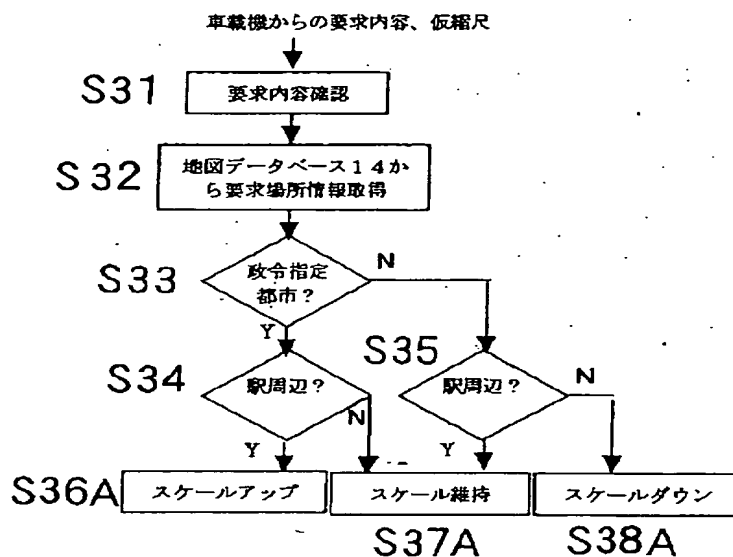 車載機からの要求内容、仮縮尺
S31
要求内容確認
S32
地図データベース14か
ら要求場所情報取得
S33
政令指定
都市?
N
Y
S34
駅周辺?
N
Y
S35
駅周辺?
N
Y
S36A
スケールアップ
スケール維持
S37A
スケールダウン
S38A